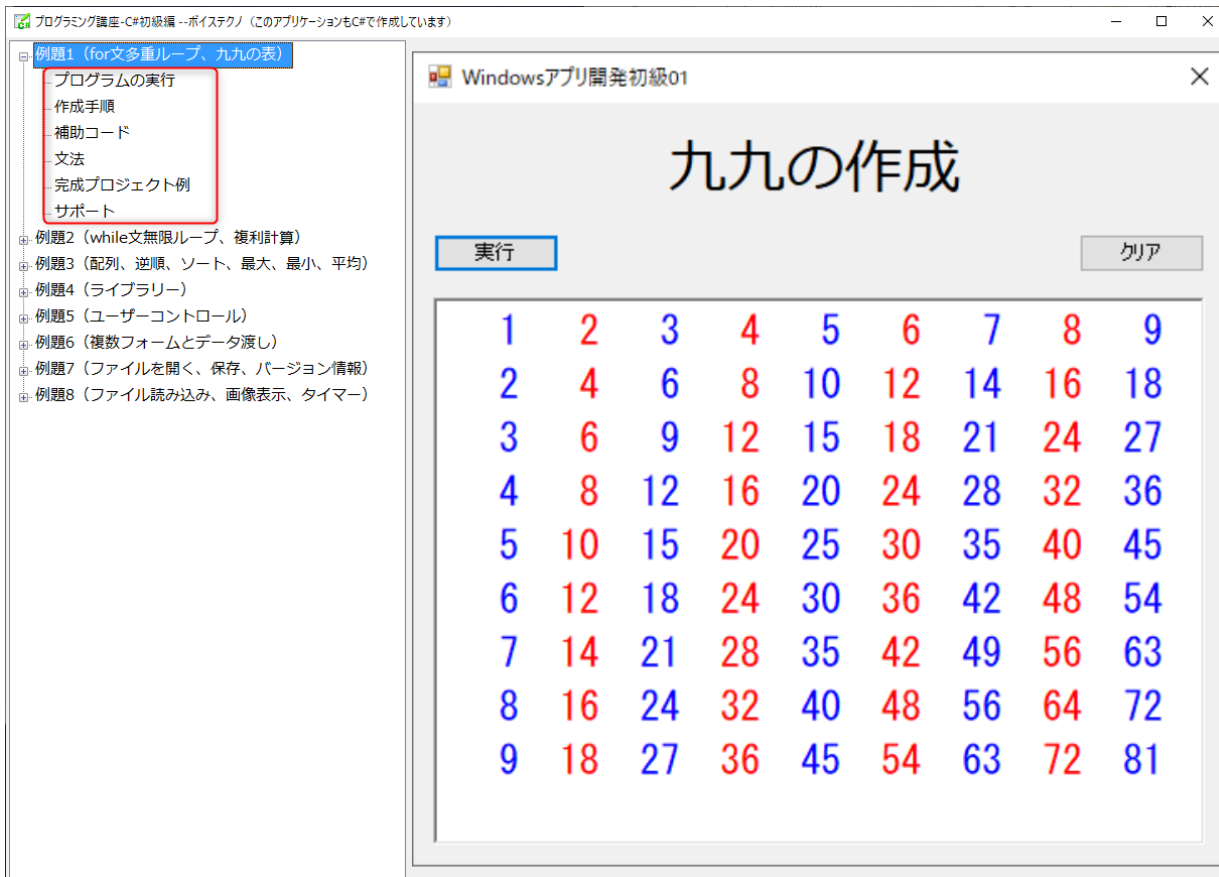 プログラミング講座-C#初級編 --ボイステクノ（このアプリケーションもC#で作成しています）
例題1（for文多重ループ、九九の表）
プログラムの実行
作成手順
補助コード
文法
完成プロジェクト例
サポート
例題2（while文無限ループ、複利計算）
例題3（配列、逆順、ソート、最大、最小、平均）
例題4（ライブラリー）
例題5（ユーザーコントロール）
例題6（複数フォームとデータ渡し）
例題7（ファイルを開く、保存、バージョン情報）
例題8（ファイル読み込み、画像表示、タイマー）
Windowsアプリ開発初級01
九九の作成
実行 クリア
1 2 3 4 5 6 7 8 9
2 4 6 8 10 12 14 16 18
3 6 9 12 15 18 21 24 27
4 8 12 16 20 24 28 32 36
5 10 15 20 25 30 35 40 45
6 12 18 24 30 36 42 48 54
7 14 21 28 35 42 49 56 63
8 16 24 32 40 48 56 64 72
9 18 27 36 45 54 63 72 81